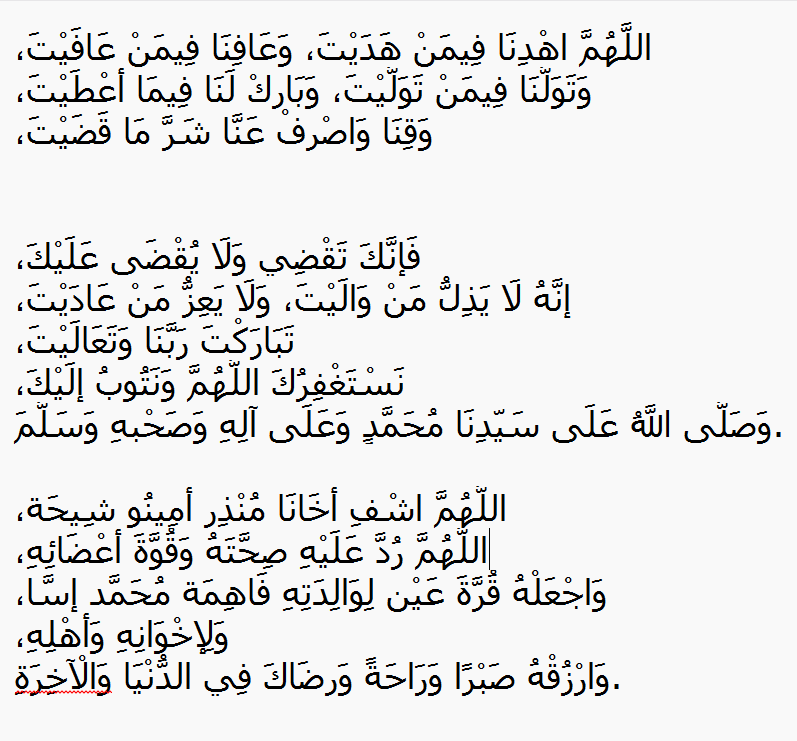 اللَّهُمَّ اهْدِنَا فِيمَنْ هَدَيْتَ، وَعَافِنَا فِيمَنْ عَافَيْتَ،
وَتَوَلَّنَا فِيمَنْ تَوَلَّيْتَ، وَبَارِكْ لَنَا فِيمَا أَعْطَيْتَ،
وَقِنَا وَاصْرِفْ عَنَّا شَرَّ مَا قَضَيْتَ،
فَإِنَّكَ تَقْضِي وَلَا يُقْضَى عَلَيْكَ،
إِنَّهُ لَا يَذِلُّ مَنْ وَالَيْتَ، وَلَا يَعِزُّ مَنْ عَادَيْتَ،
تَبَارَكْتَ رَبَّنَا وَتَعَالَيْتَ،
نَسْتَغْفِرُكَ اللَّهُمَّ وَنَتُوبُ إِلَيْكَ،
وَصَلَّى اللَّهُ عَلَى سَيِّدِنَا مُحَمَّدٍ وَعَلَى آلِهِ وَصَحْبِهِ وَسَلَّمَ.
اللَّهُمَّ اشْفِ أَخَانَا مُنْذِر أَمِينُو شِيحَة،
اللَّهُمَّ رُدَّ عَلَيْهِ صِحَّتَهُ وَقُوَّةَ أَعْضَائِهِ،
وَاجْعَلْهُ قُرَّةَ عَيْنٍ لِوَالِدَتِهِ فَاهِمَة مُحَمَّد إِسَّا،
وَلِإِخْوَانِهِ وَأَهْلِهِ،
وَارْزُقْهُ صَبْرًا وَرَاحَةً وَرِضَاكَ فِي الدُّنْيَا وَالْآخِرَةِ.